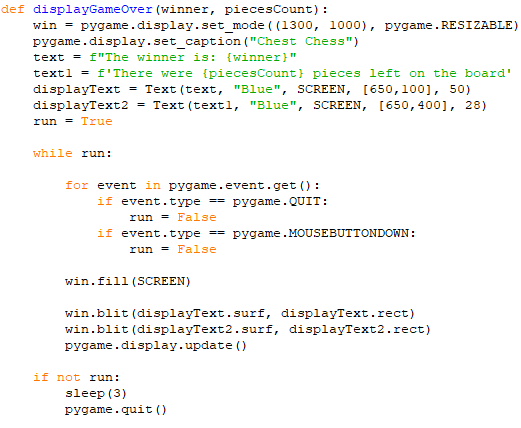 def displayGameOver(winner, piecesCount):
    win = pygame.display.set_mode((1300, 1000), pygame.RESIZABLE)
    pygame.display.set_caption("Chest Chess")
    text = f"The winner is: {winner}"
    text1 = f'There were {piecesCount} pieces left on the board'
    displayText = Text(text, "Blue", SCREEN, [650,100], 50)
    displayText2 = Text(text1, "Blue", SCREEN, [650,400], 28)
    run = True

    while run:

        for event in pygame.event.get():
            if event.type == pygame.QUIT:
                run = False
            if event.type == pygame.MOUSEBUTTONDOWN:
                run = False

        win.fill(SCREEN)

        win.blit(displayText.surf, displayText.rect)
        win.blit(displayText2.surf, displayText2.rect)
        pygame.display.update()

    if not run:
        sleep(3)
        pygame.quit()